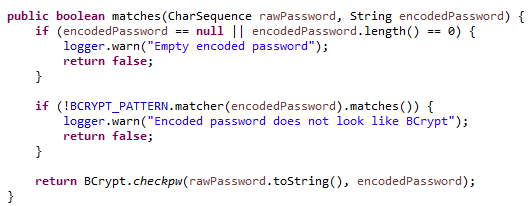 public boolean matches(CharSequence rawPassword, String encodedPassword) {
    if (encodedPassword == null || encodedPassword.length() == 0) {
        logger.warn("Empty encoded password");
        return false;
    }

    if (!BCRYPT_PATTERN.matcher(encodedPassword).matches()) {
        logger.warn("Encoded password does not look like BCrypt");
        return false;
    }

    return BCrypt.checkpw(rawPassword.toString(), encodedPassword);
}